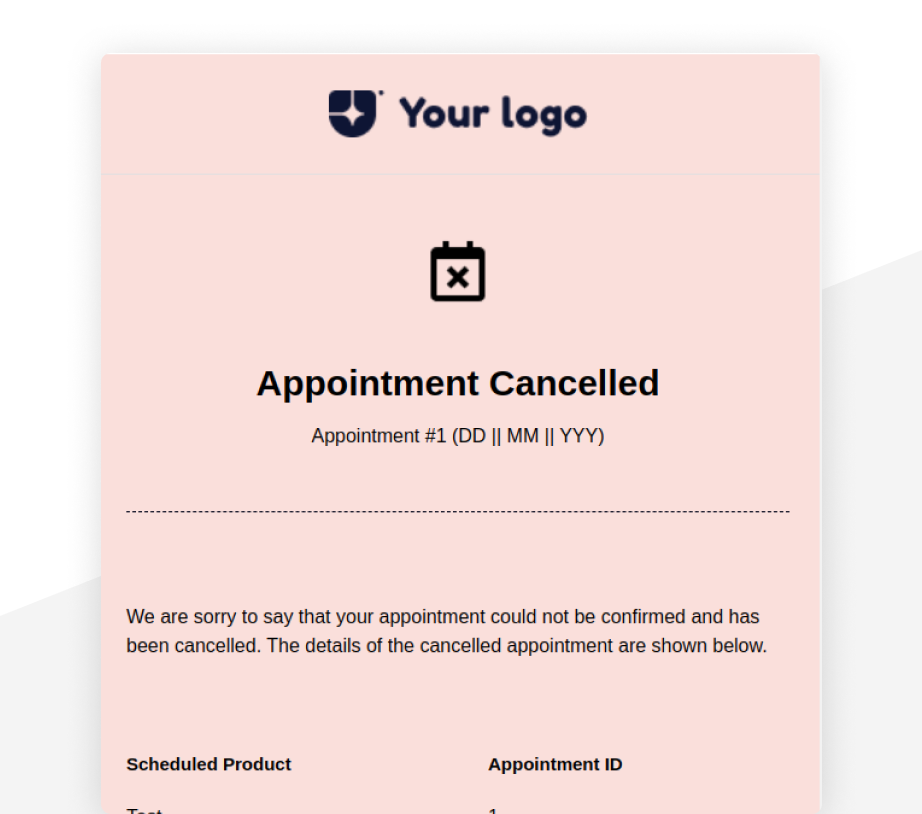 Your logo
Appointment Cancelled
Appointment #1 (DD || MM || YYY)
We are sorry to say that your appointment could not be confirmed and has
been cancelled. The details of the cancelled appointment are shown below.
Scheduled Product Appointment ID
Test 1